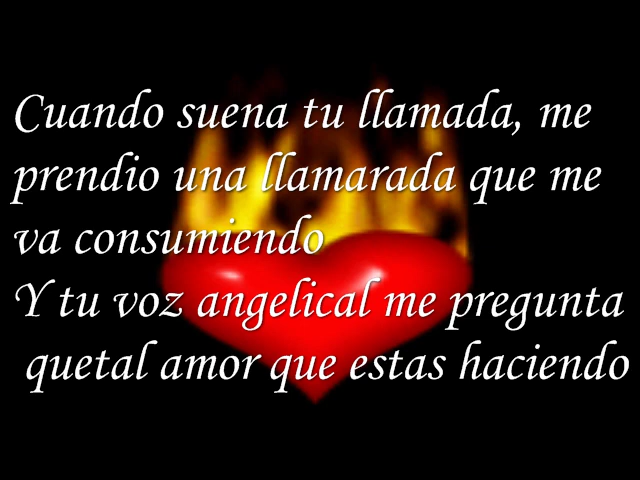 Cuando suena tu llamada, me
prendio una llamarada que me
va consumiendo
Y tu voz angelical me pregunta
quetal amor que estas haciendo